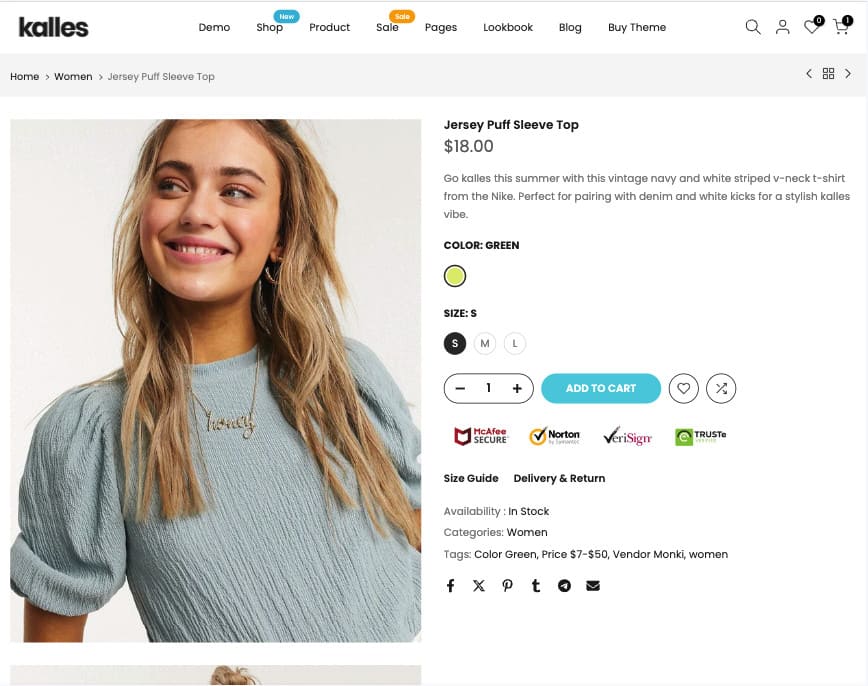 kalles
Demo
Shop
New
Product
Sale
Sale
Pages
Lookbook
Blog
Buy Theme
0
1
Home > Women > Jersey Puff Sleeve Top
honey
Jersey Puff Sleeve Top
$18.00
Go kalles this summer with this vintage navy and white striped v-neck t-shirt
from the Nike. Perfect for pairing with denim and white kicks for a stylish kalles
vibe.
COLOR: GREEN
SIZE: S
S M L
1
ADD TO CART
McAfee
SECURE
Norton
by Symantec
VeriSign
TRUSTe
Size Guide Delivery & Return
Availability : In Stock
Categories: Women
Tags: Color Green, Price $7-$50, Vendor Monki, women